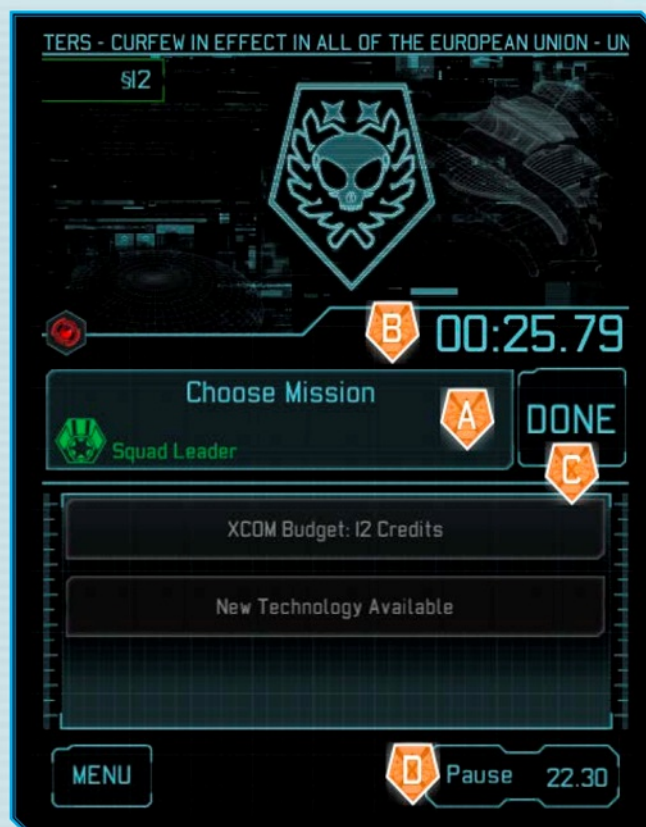 TERS - CURFEW IN EFFECT IN ALL OF THE EUROPEAN UNION - UN
§12
B
00:25.79
Choose Mission
A
DONE
Squad Leader
C
XCOM Budget: 12 Credits
New Technology Available
MENU
D
Pause
22.30